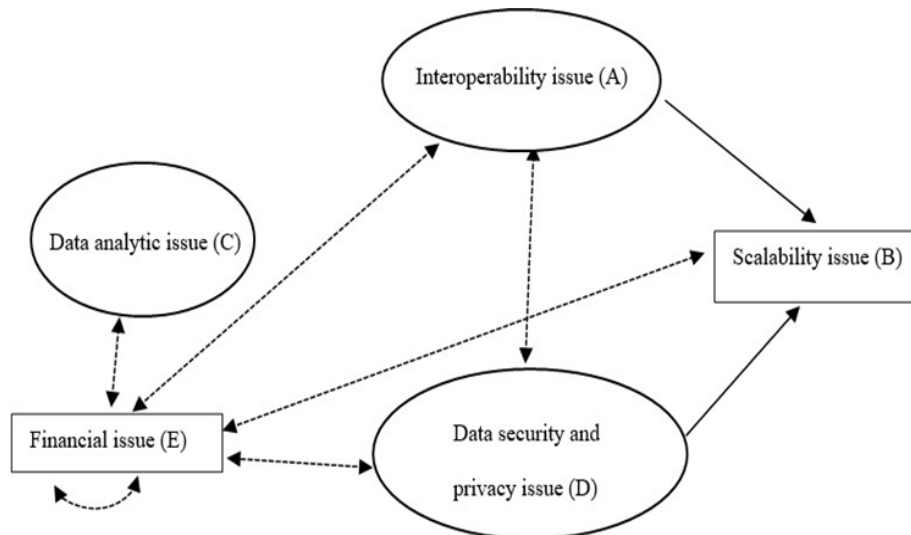 Interoperability issue (A)
Data analytic issue (C)
Scalability issue (B)
Financial issue (E)
Data security and
privacy issue (D)